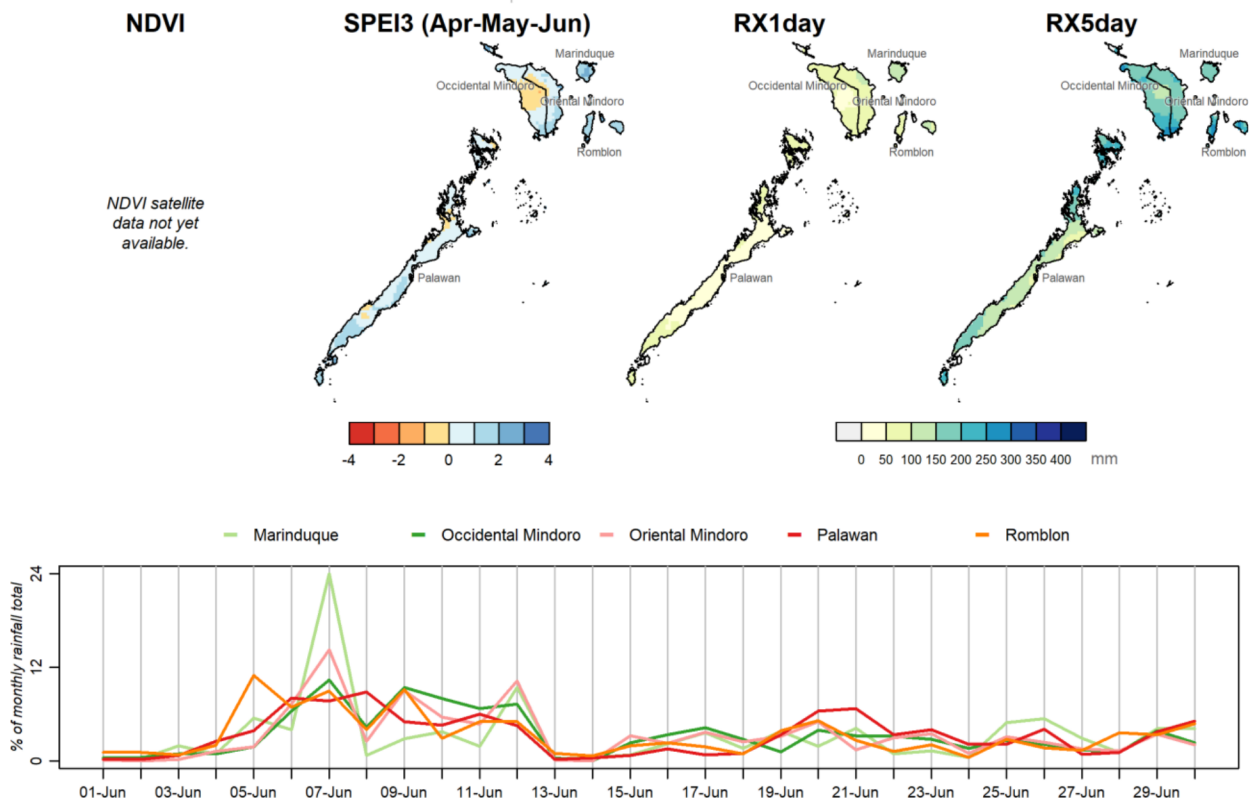 NDVI
SPEI3 (Apr-May-Jun)
RX1day
RX5day
Marinduque
Occidental Mindoro
Oriental Mindoro
Romblon
Palawan
Marinduque
Occidental Mindoro
Oriental Mindoro
Romblon
Palawan
Marinduque
Occidental Mindoro
Oriental Mindoro
Romblon
Palawan
NDVI satellite
data not yet
available.
-4 -2 0 2 4
0 50 100 150 200 250 300 350 400 mm
Marinduque Occidental Mindoro Oriental Mindoro Palawan Romblon
% of monthly rainfall total
24
12
0
01-Jun 03-Jun 05-Jun 07-Jun 09-Jun 11-Jun 13-Jun 15-Jun 17-Jun 19-Jun 21-Jun 23-Jun 25-Jun 27-Jun 29-Jun